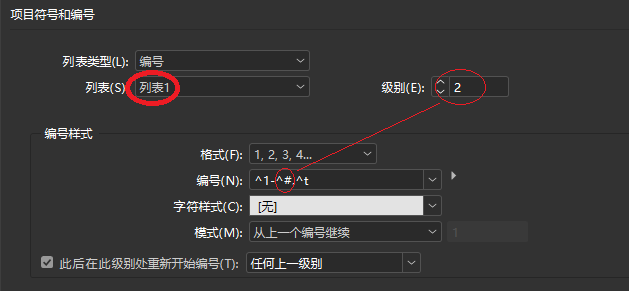 项目符号和编号
列表类型(L): 编号
列表(S) 列表1 级别(E): 2
编号样式
格式(F): 1, 2, 3, 4...
编号(N): ^1-^#.^t
字符样式(C): [无]
模式(M): 从上一个编号继续 1
此后在此级别处重新开始编号(T): 任何上一级别